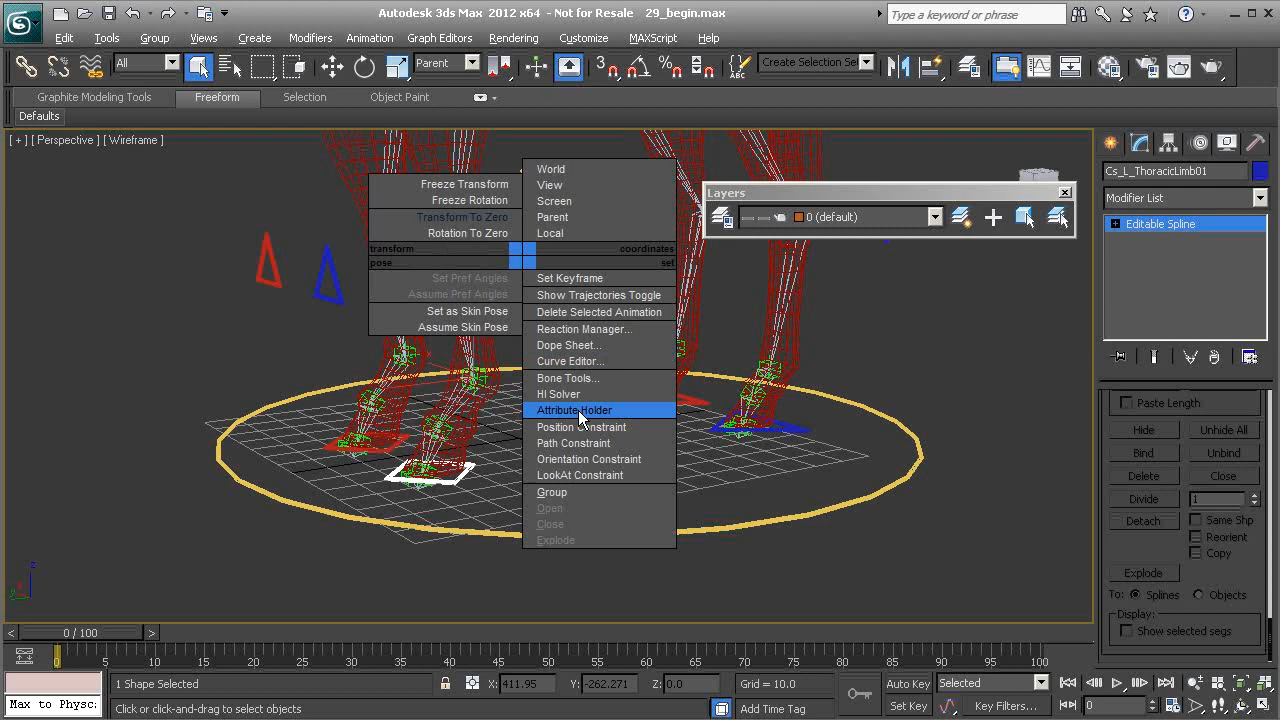 Autodesk 3ds Max 2012 x64 - Not for Resale 29_begin.max
Type a keyword or phrase
Edit Tools Group Views Create Modifiers Animation Graph Editors Rendering Customize MAXScript Help
All Parent 3 Create Selection Se
Graphite Modeling Tools Freeform Selection Object Paint
Defaults
[ + ] [ Perspective ] [ Wireframe ]
Freeze Transform
Freeze Rotation
Transform To Zero
Rotation To Zero
transform
pose
Set Pref Angles
Assume Pref Angles
Set as Skin Pose
Assume Skin Pose
World
View
Screen
Parent
Local
coordinates
set
Set Keyframe
Show Trajectories Toggle
Delete Selected Animation
Reaction Manager...
Dope Sheet...
Curve Editor...
Bone Tools...
HI Solver
Attribute Holder
Position Constraint
Path Constraint
Orientation Constraint
LookAt Constraint
Group
Open
Close
Explode
Layers
0 (default)
Cs_L_ThoracicLimb01
Modifier List
Editable Spline
Paste Length
Hide Unhide All
Bind Unbind
Delete Close
Divide 1
Detach Same Shp
Reorient
Copy
Explode
To: Splines Objects
Display:
Show selected segs
z
y
< 0 / 100 >
0 5 10 15 20 25 30 35 40 45 50 55 60 65 70 75 80 85 90 95 100
1 Shape Selected X: 411.95 Y: -262.271 Z: 0.0 Grid = 10.0 Auto Key Selected
Max to Physc: Click or click-and-drag to select objects Add Time Tag Set Key Key Filters... 0